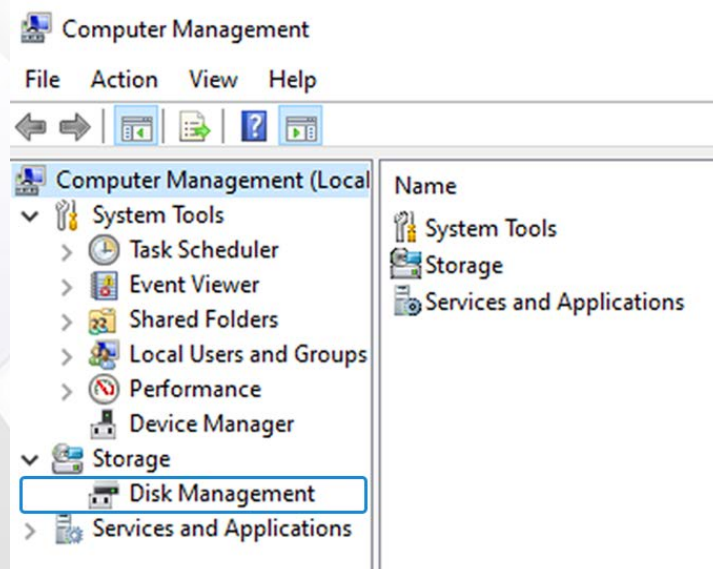 Computer Management
File Action View Help
Computer Management (Local
System Tools
Task Scheduler
Event Viewer
Shared Folders
Local Users and Groups
Performance
Device Manager
Storage
Disk Management
Services and Applications
Name
System Tools
Storage
Services and Applications